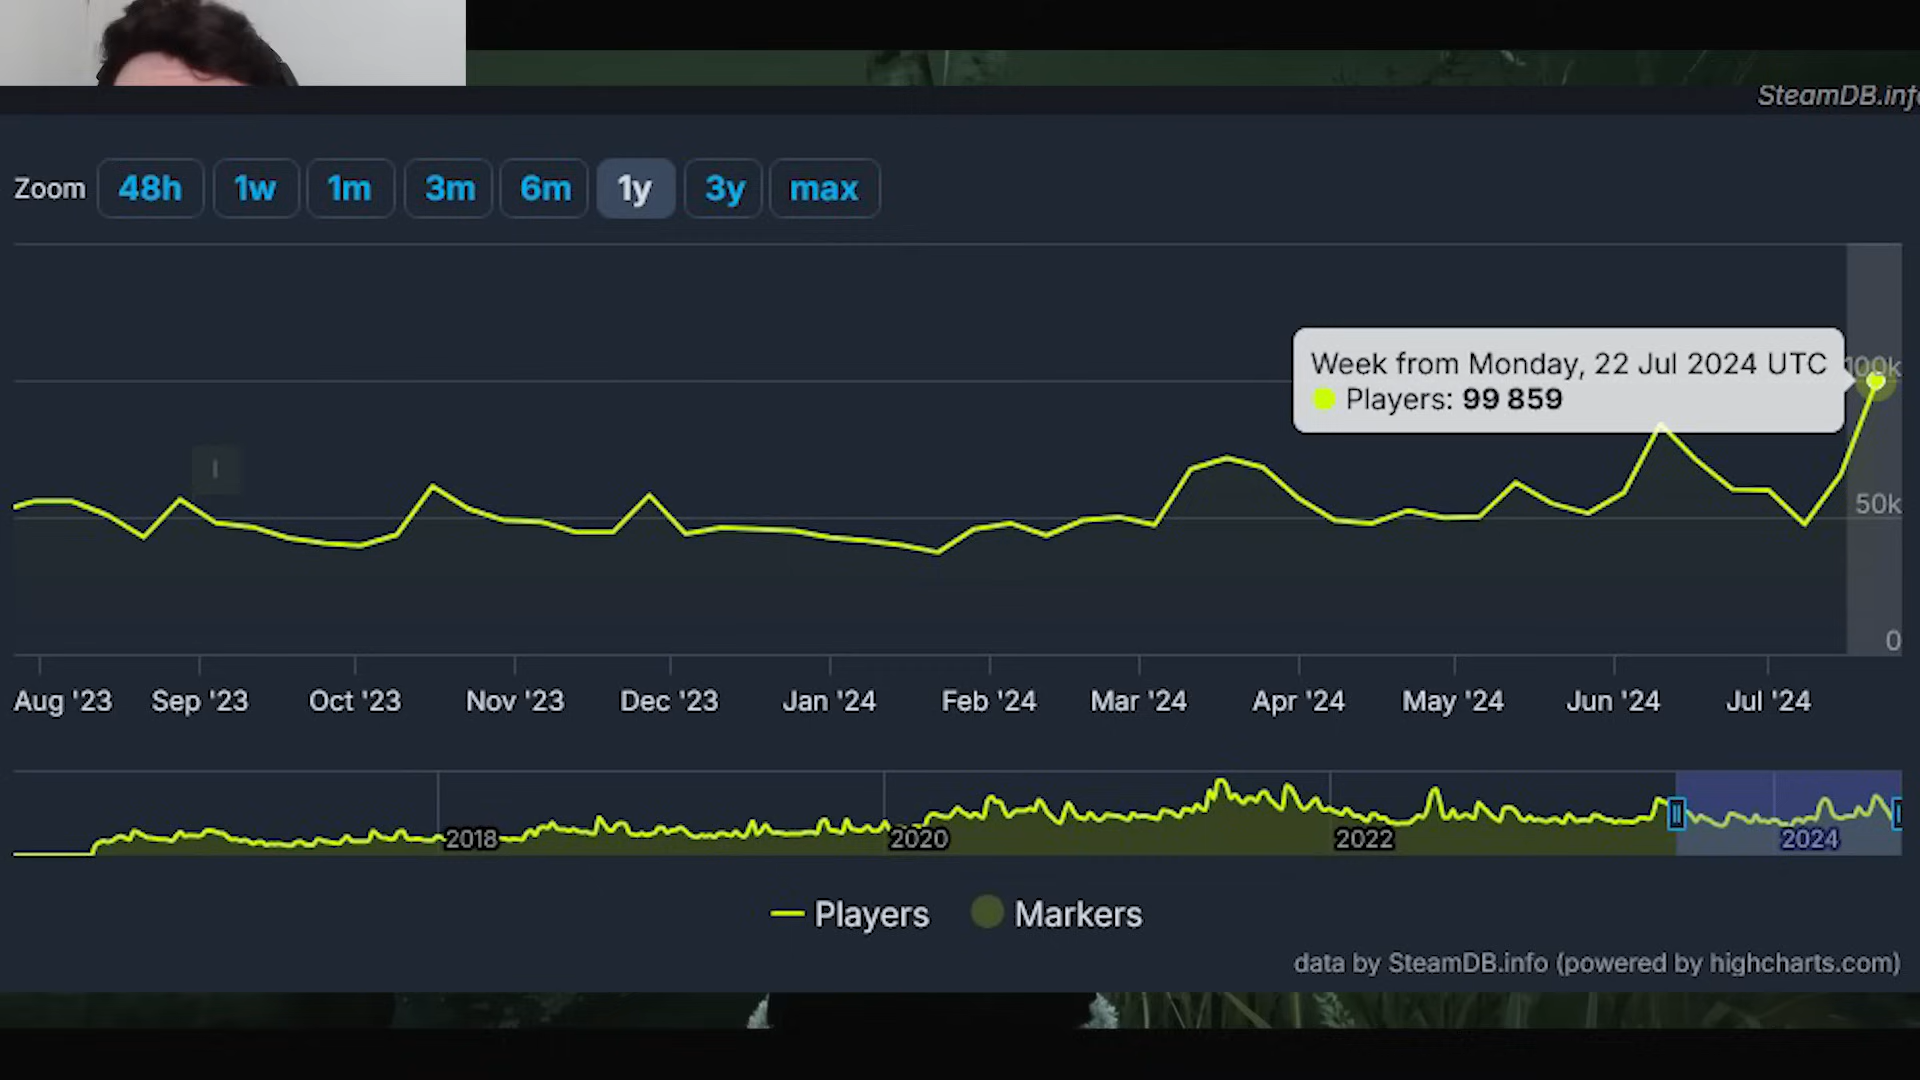 SteamDB.inf
Zoom 48h 1w 1m 3m 6m 1y 3y max
Week from Monday, 22 Jul 2024 UTC
Players: 99 859
100k
50k
0
Aug '23 Sep '23 Oct '23 Nov '23 Dec '23 Jan '24 Feb '24 Mar '24 Apr '24 May '24 Jun '24 Jul '24
2018 2020 2022 2024
Players Markers
data by SteamDB.info (powered by highcharts.com)